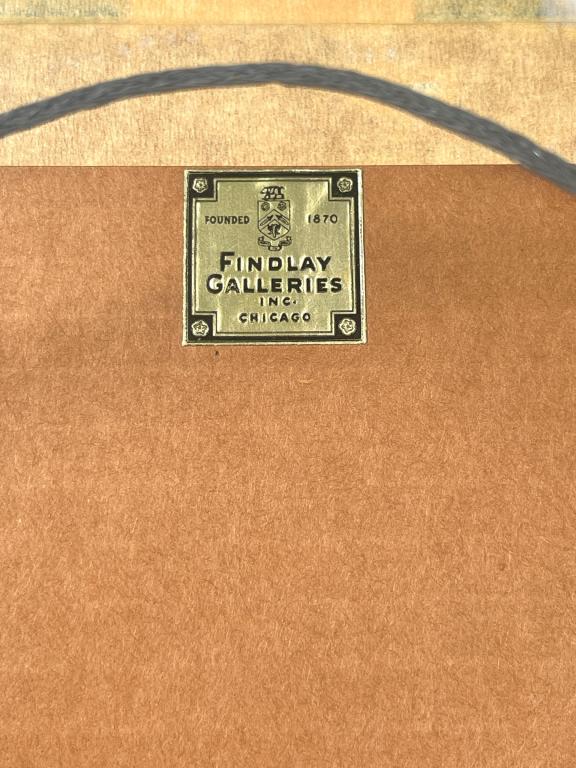 FOUNDED 1870
FINDLAY
GALLERIES
INC.
CHICAGO